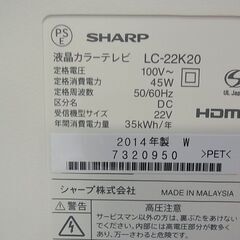 PS
E
SHARP
液晶カラーテレビ LC-22K20
定格電圧 100V~
定格消費電力 45W
定格周波数 50/60Hz
区分名 DC
受信機型サイズ 22V
年間消費電力量 35kWh/年
UL Japan
HDMI
2014年製 W
7320950
>PET<
シャープ株式会社 MADE IN MALAYSIA
警告
高圧注意
サービスマン以外の方は、裏ぶたをあけないで
ください。内部には高電圧部分が数多く
あり、万一さわると危険です。